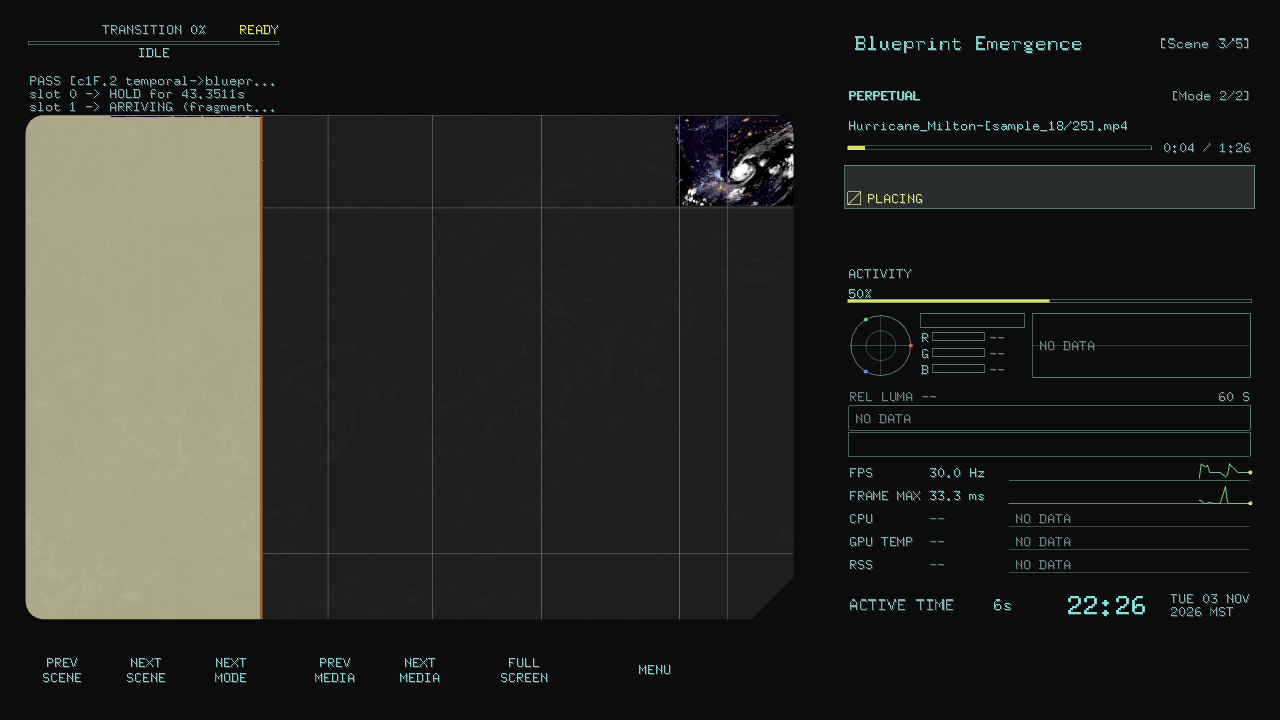 TRANSITION 0% READY
IDLE
PASS [c1F.2 temporal->bluepr...
slot 0 -> HOLD for 43.3511s
slot 1 -> ARRIVING (fragment...
Blueprint Emergence [Scene 3/5]
PERPETUAL [Mode 2/2]
Hurricane_Milton-[sample_18/25].mp4
0:04 / 1:26
PLACING
ACTIVITY
50%
R --
G --
B --
NO DATA
REL LUMA -- 60 S
NO DATA
FPS 30.0 Hz
FRAME MAX 33.3 ms
CPU -- NO DATA
GPU TEMP -- NO DATA
RSS -- NO DATA
ACTIVE TIME 6s 22:26 TUE 03 NOV
2026 MST
PREV SCENE
NEXT SCENE
NEXT MODE
PREV MEDIA
NEXT MEDIA
FULL SCREEN
MENU